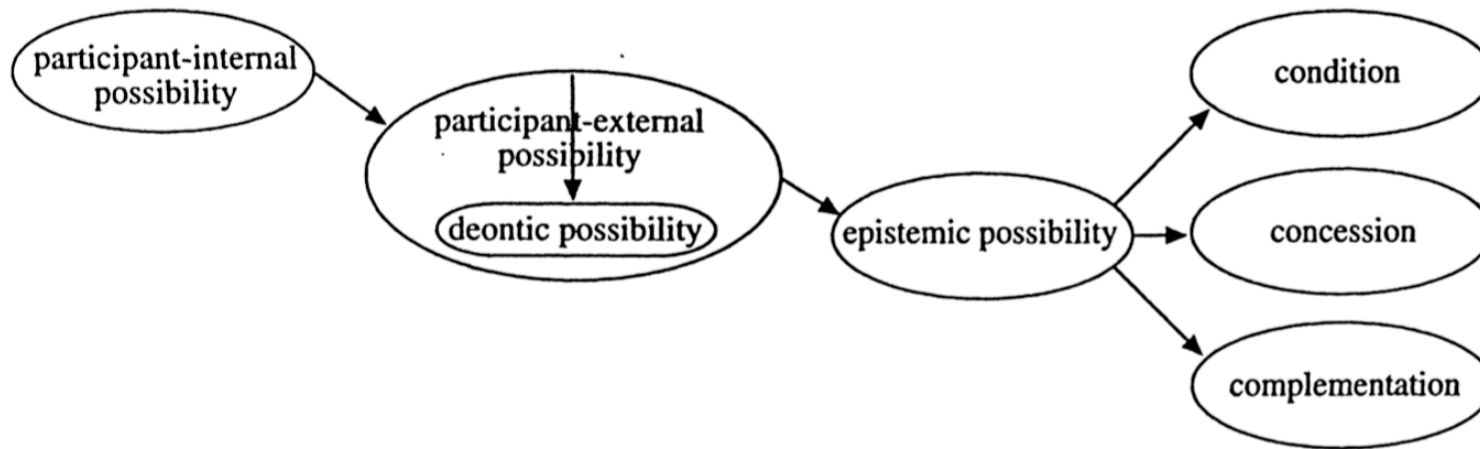 participant-internal
possibility
participant-external
possibility
deontic possibility
epistemic possibility
condition
concession
complementation